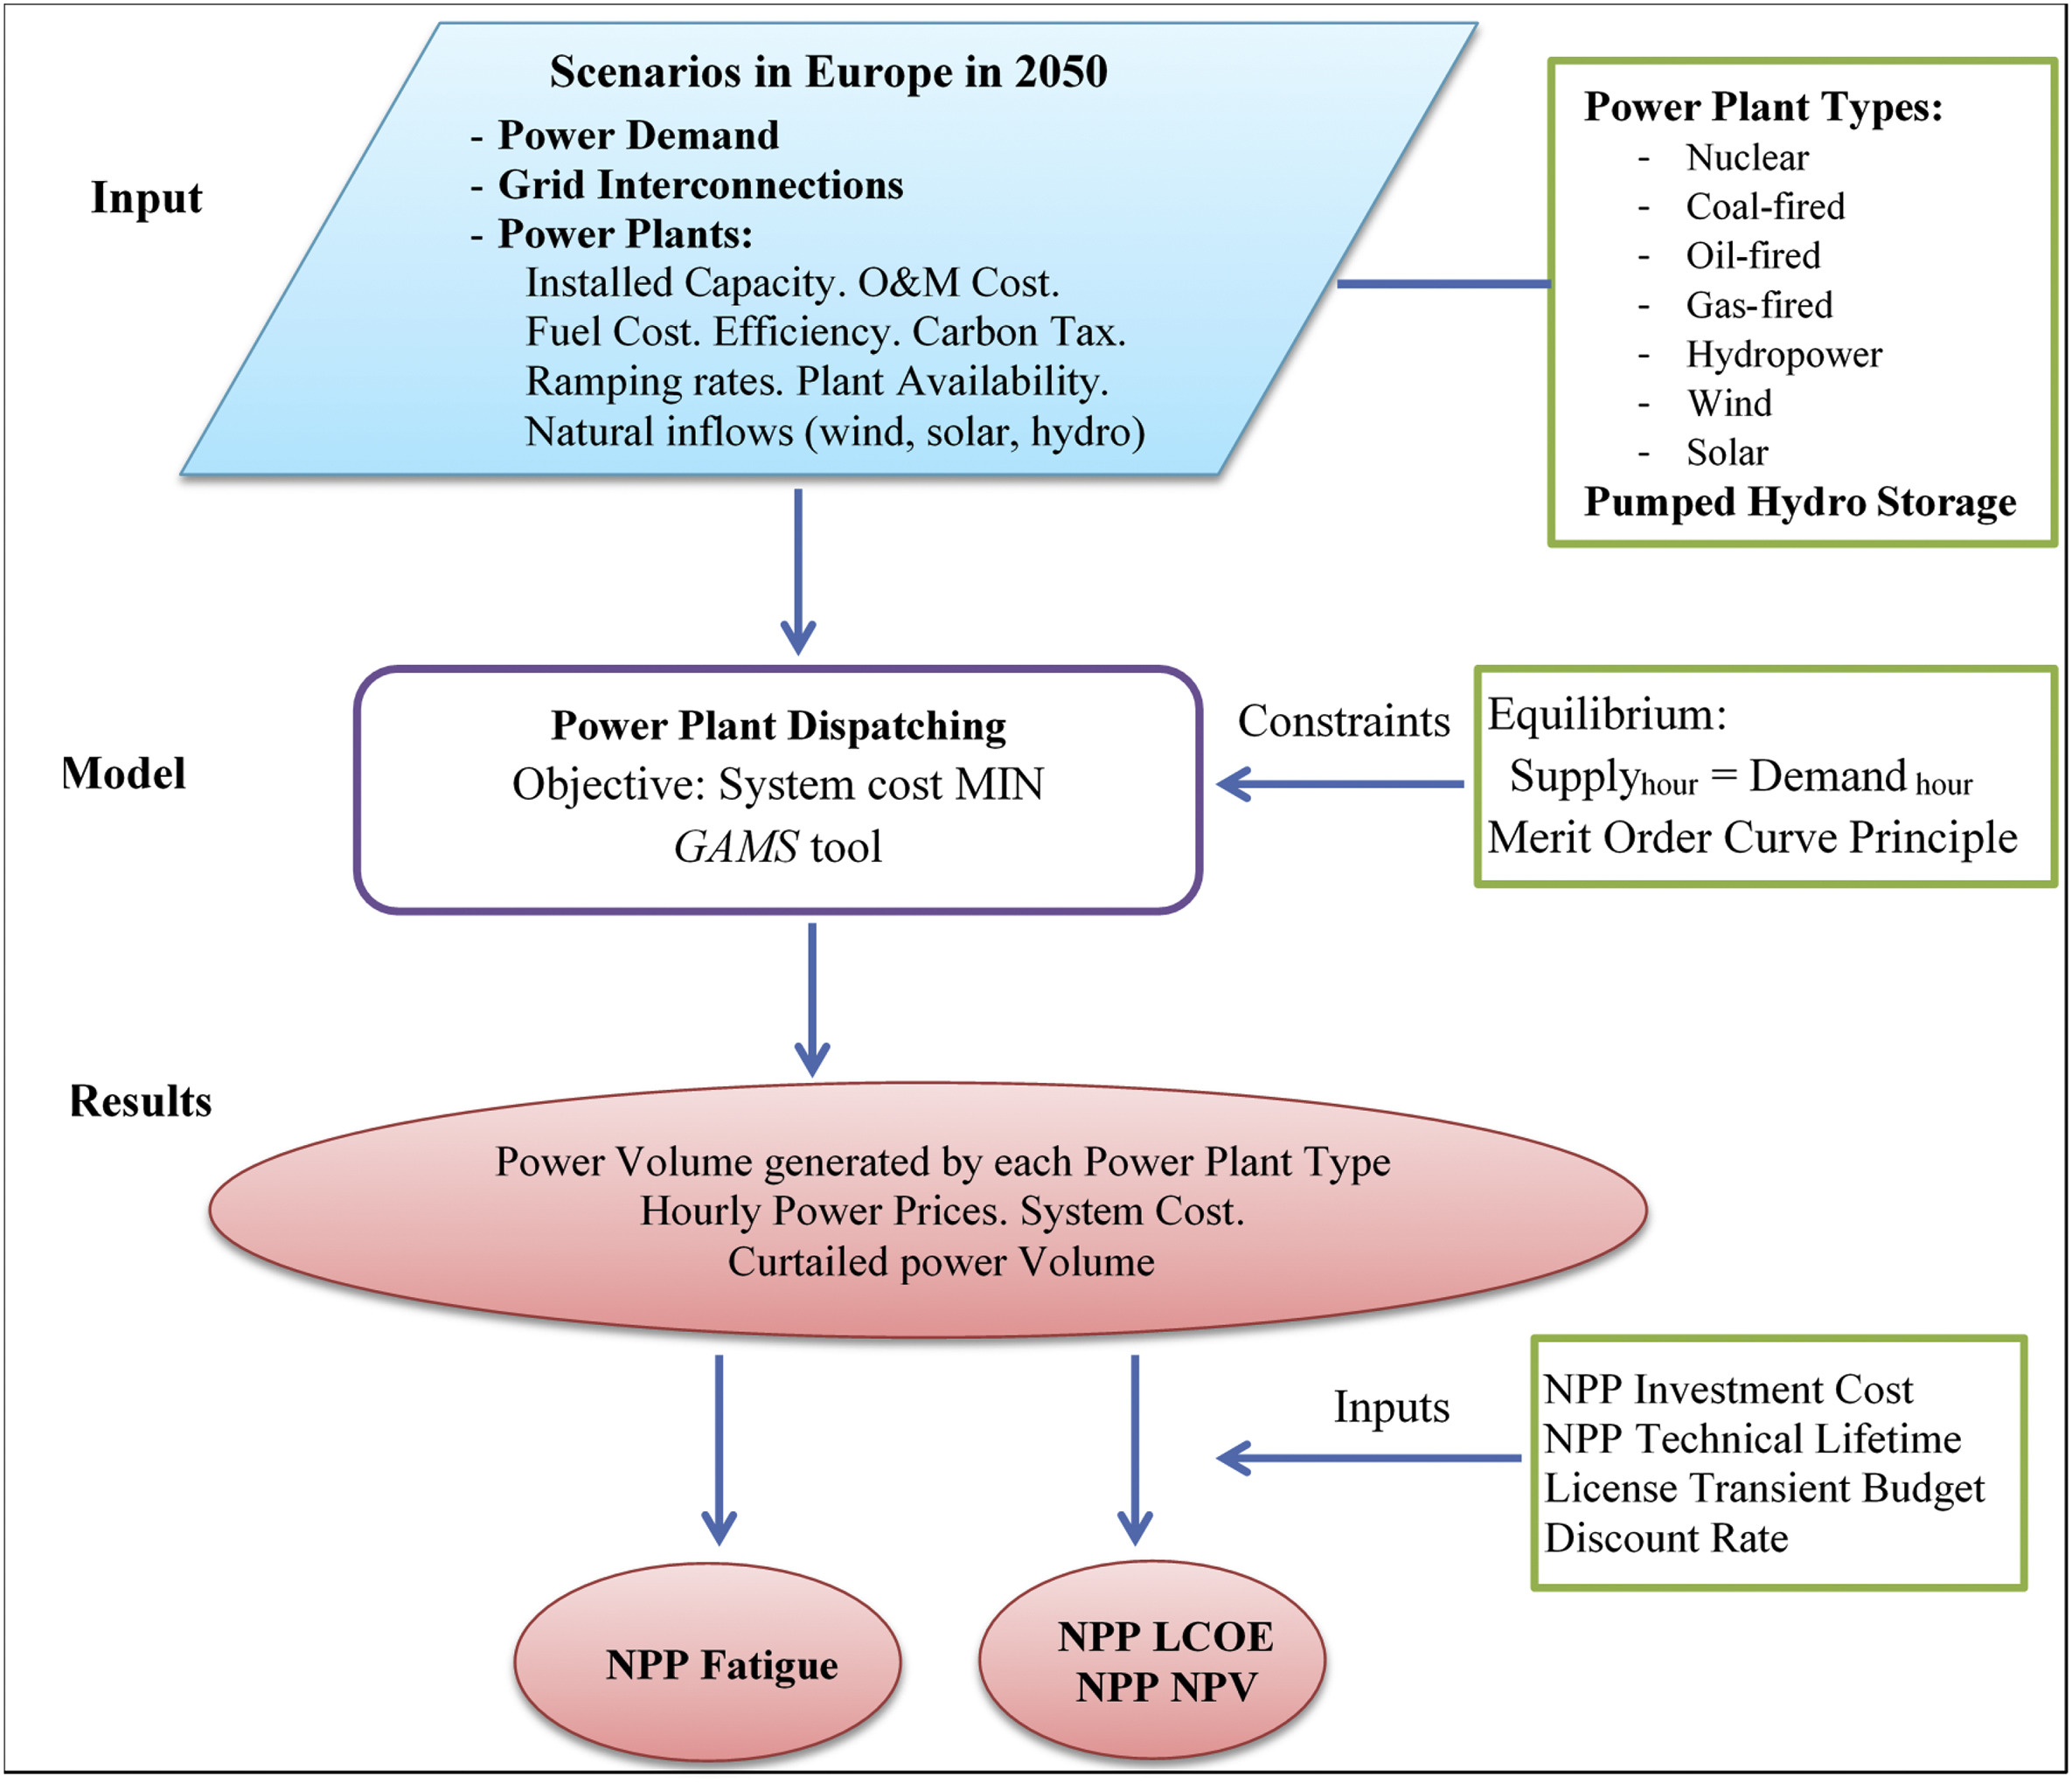 Scenarios in Europe in 2050
Input
- Power Demand
- Grid Interconnections
- Power Plants:
Installed Capacity. O&M Cost.
Fuel Cost. Efficiency. Carbon Tax.
Ramping rates. Plant Availability.
Natural inflows (wind, solar, hydro)
Power Plant Types:
- Nuclear
- Coal-fired
- Oil-fired
- Gas-fired
- Hydropower
- Wind
- Solar
Pumped Hydro Storage
Model
Power Plant Dispatching
Objective: System cost MIN
GAMS tool
Constraints
Equilibrium:
Supplyhour = Demand hour
Merit Order Curve Principle
Results
Power Volume generated by each Power Plant Type
Hourly Power Prices. System Cost.
Curtailed power Volume
Inputs
NPP Investment Cost
NPP Technical Lifetime
License Transient Budget
Discount Rate
NPP Fatigue
NPP LCOE
NPP NPV